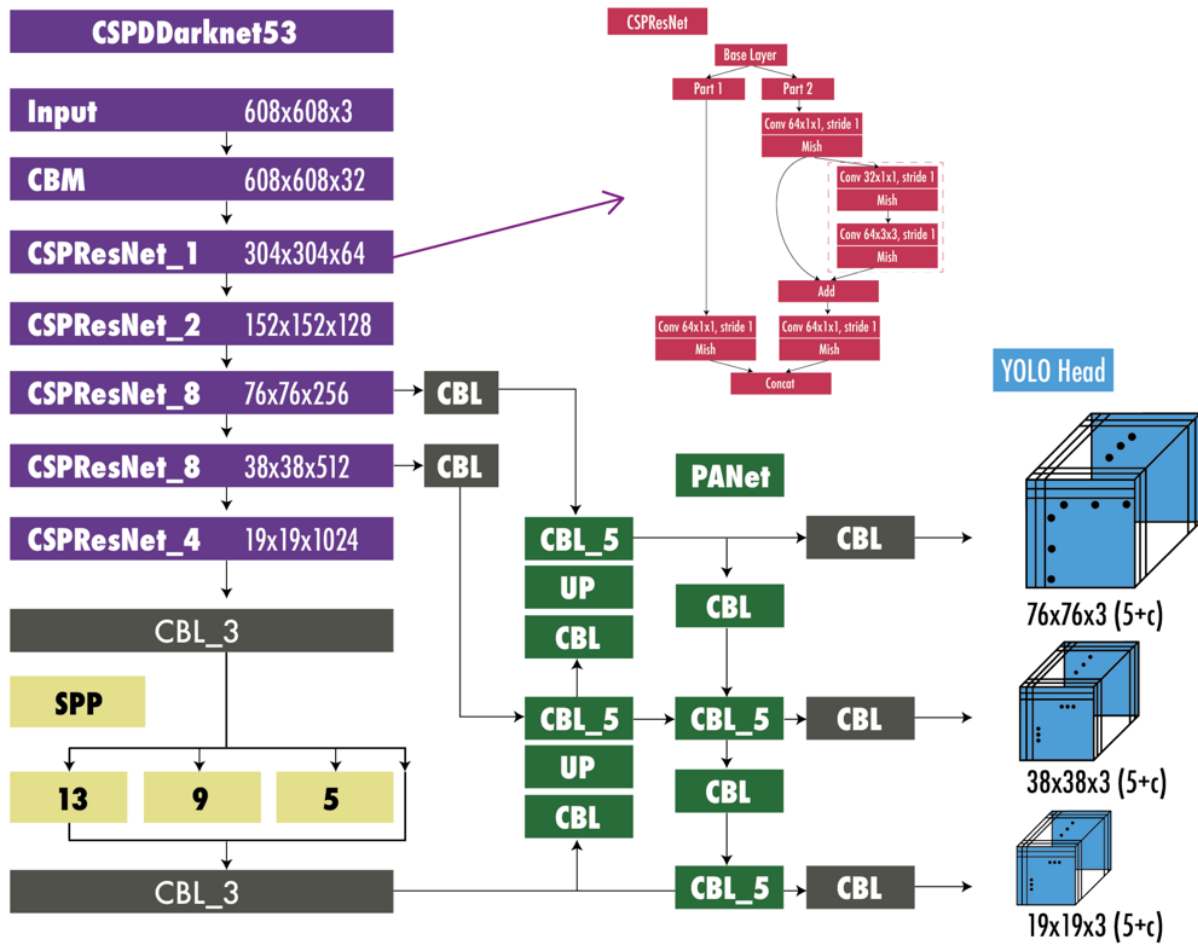 CSPDDarknet53
Input 608x608x3
CBM 608x608x32
CSPResNet_1 304x304x64
CSPResNet_2 152x152x128
CSPResNet_8 76x76x256
CBL
CSPResNet_8 38x38x512
CBL
CSPResNet_4 19x19x1024
CBL_3
SPP
13 9 5
CBL_3
CSPResNet
Base Layer
Part 1 Part 2
Conv 64x1x1, stride 1
Mish
Conv 32x1x1, stride 1
Mish
Conv 64x3x3, stride 1
Mish
Add
Conv 64x1x1, stride 1 Conv 64x1x1, stride 1
Mish Mish
Concat
PANet
CBL_5 CBL
UP
CBL
CBL
CBL_5 CBL_5 CBL
UP
CBL
CBL
CBL_5 CBL
YOLO Head
76x76x3 (5+c)
38x38x3 (5+c)
19x19x3 (5+c)